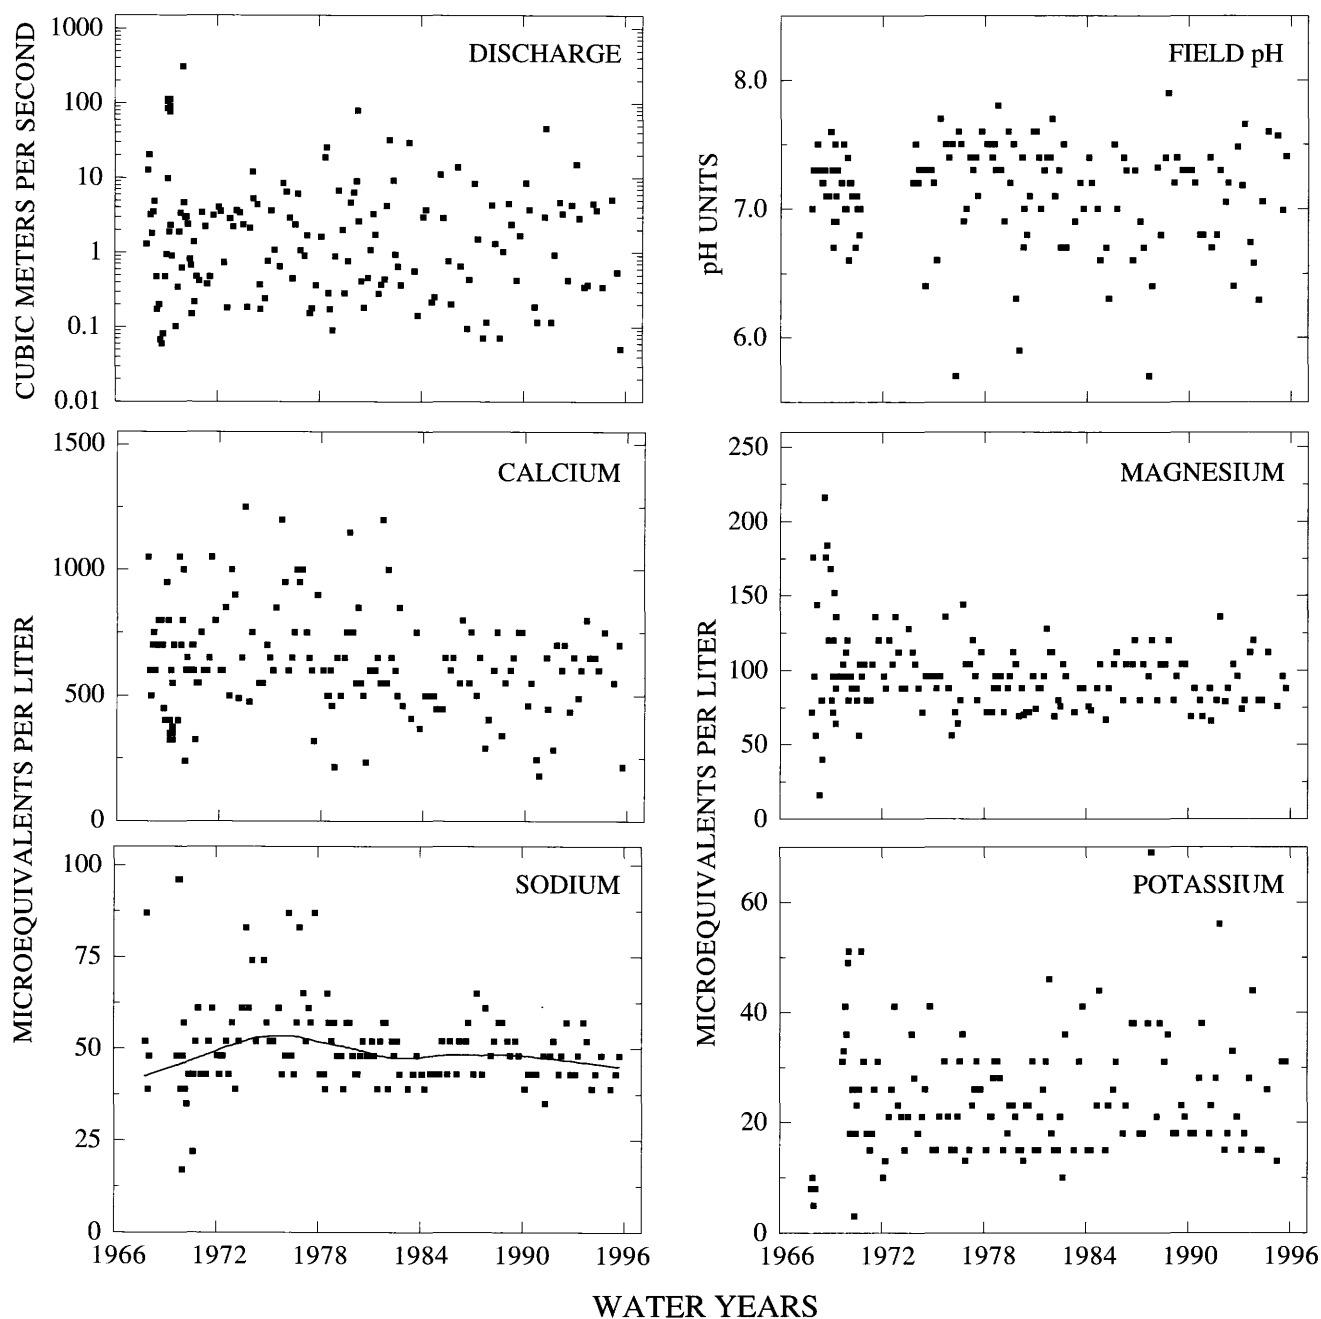 CUBIC METERS PER SECOND
1000
100
10
1
0.1
0.01
DISCHARGE
pH UNITS
8.0
7.0
6.0
FIELD pH
MICROEQUIVALENTS PER LITER
1500
1000
500
0
CALCIUM
MICROEQUIVALENTS PER LITER
250
200
150
100
50
0
MAGNESIUM
100
75
50
25
0
SODIUM
1966 1972 1978 1984 1990 1996
60
40
20
0
POTASSIUM
1966 1972 1978 1984 1990 1996
WATER YEARS